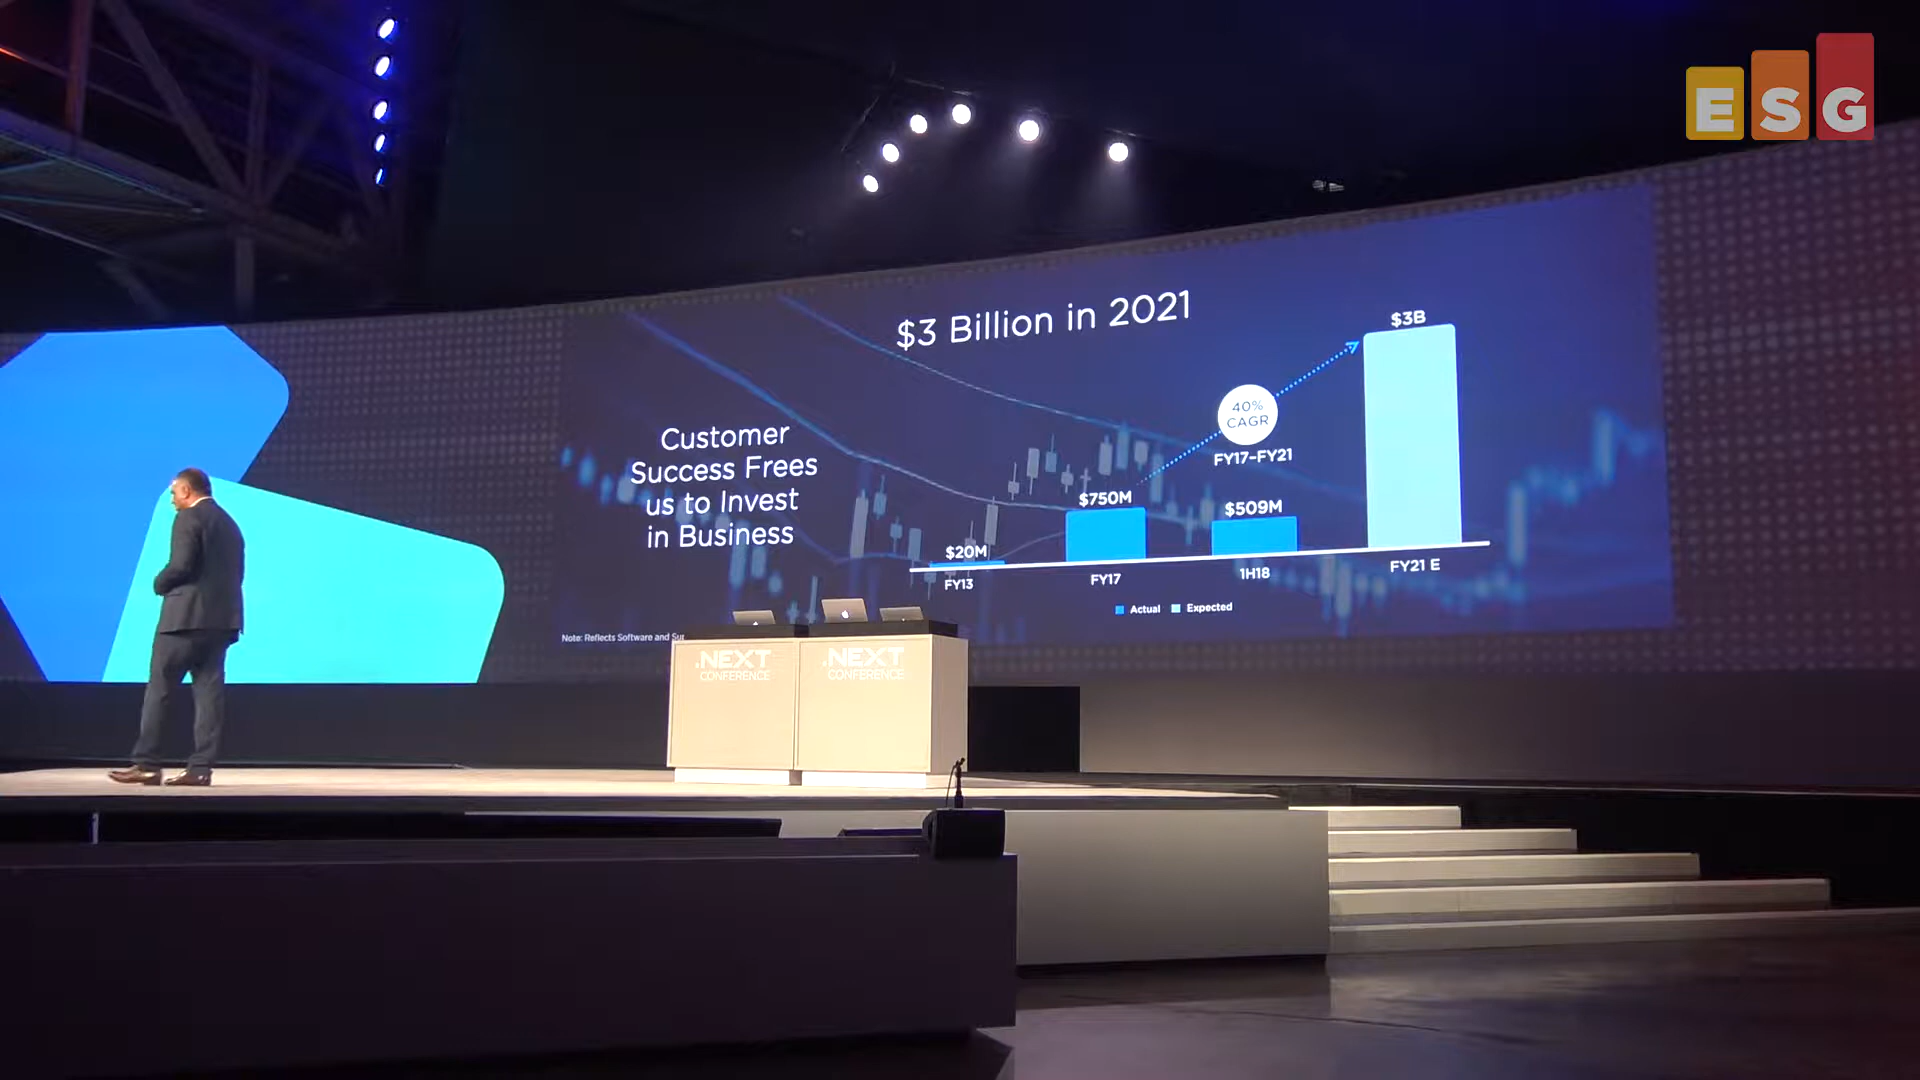 ESG
$3 Billion in 2021
Customer
Success Frees
us to Invest
in Business
$3B
40%
CAGR
FY17-FY21
$750M
$509M
$20M
FY13
FY17
1H18
FY21 E
Actual
Expected
Note: Reflects Software and
.NEXT
CONFERENCE
.NEXT
CONFERENCE